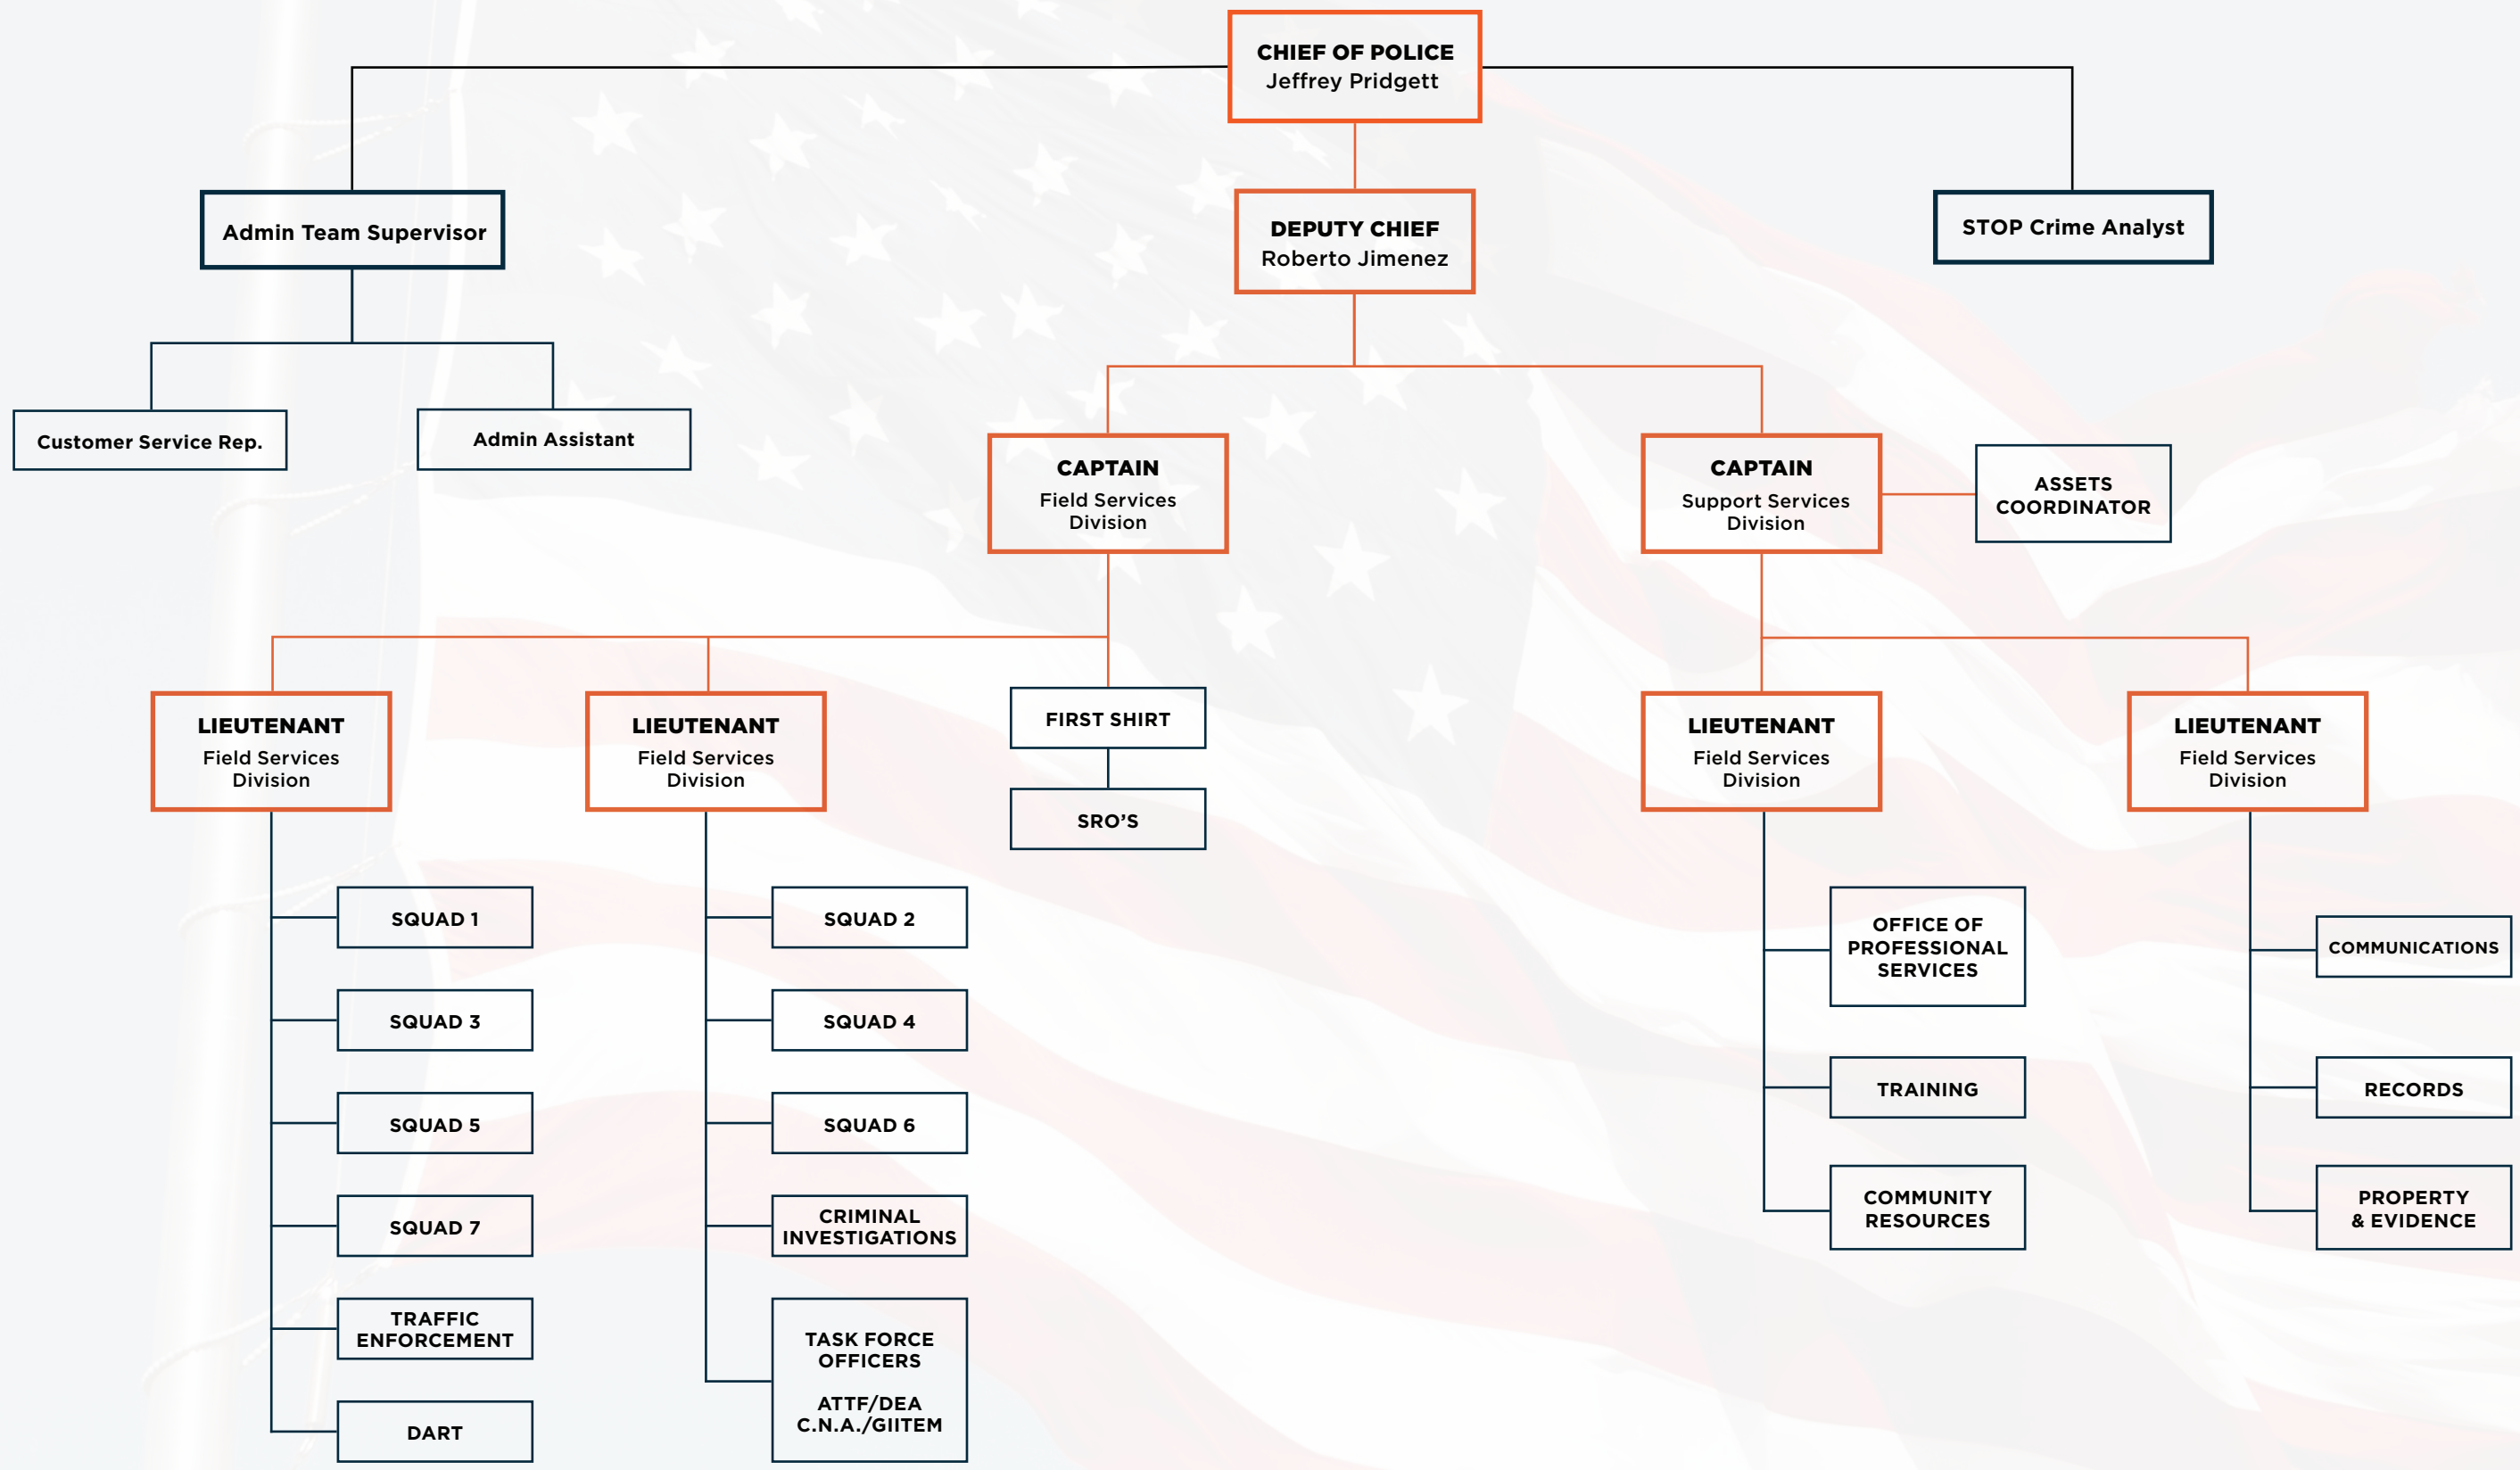 CHIEF OF POLICE
Jeffrey Pridgett
Admin Team Supervisor
DEPUTY CHIEF
Roberto Jimenez
STOP Crime Analyst
Customer Service Rep.
Admin Assistant
CAPTAIN
Field Services
Division
CAPTAIN
Support Services
Division
ASSETS
COORDINATOR
LIEUTENANT
Field Services
Division
LIEUTENANT
Field Services
Division
FIRST SHIRT
SRO'S
LIEUTENANT
Field Services
Division
LIEUTENANT
Field Services
Division
SQUAD 1
SQUAD 3
SQUAD 5
SQUAD 7
TRAFFIC
ENFORCEMENT
DART
SQUAD 2
SQUAD 4
SQUAD 6
CRIMINAL
INVESTIGATIONS
TASK FORCE
OFFICERS
ATTF/DEA
C.N.A./GIITEM
OFFICE OF
PROFESSIONAL
SERVICES
TRAINING
COMMUNITY
RESOURCES
COMMUNICATIONS
RECORDS
PROPERTY
& EVIDENCE